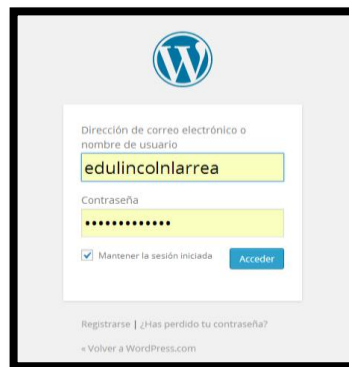 Dirección de correo electrónico o
nombre de usuario
edulincolnlarrea
Contraseña
•••••••••••••
Mantener la sesión iniciada Acceder
Registrarse | ¿Has perdido tu contraseña?
« Volver a WordPress.com